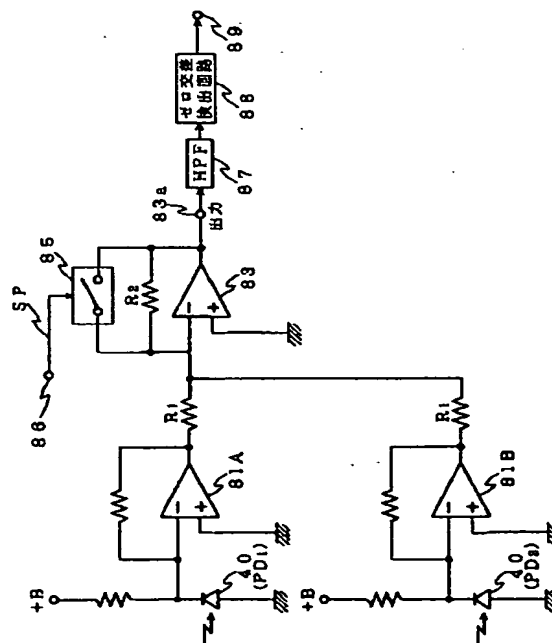 SP
86
85
R2
83
83a
出力
HPF
87
ゼロ交差
検出回路
88
89
R1
81A
+B
40
(PD1)
R1
81B
+B
40
(PD2)